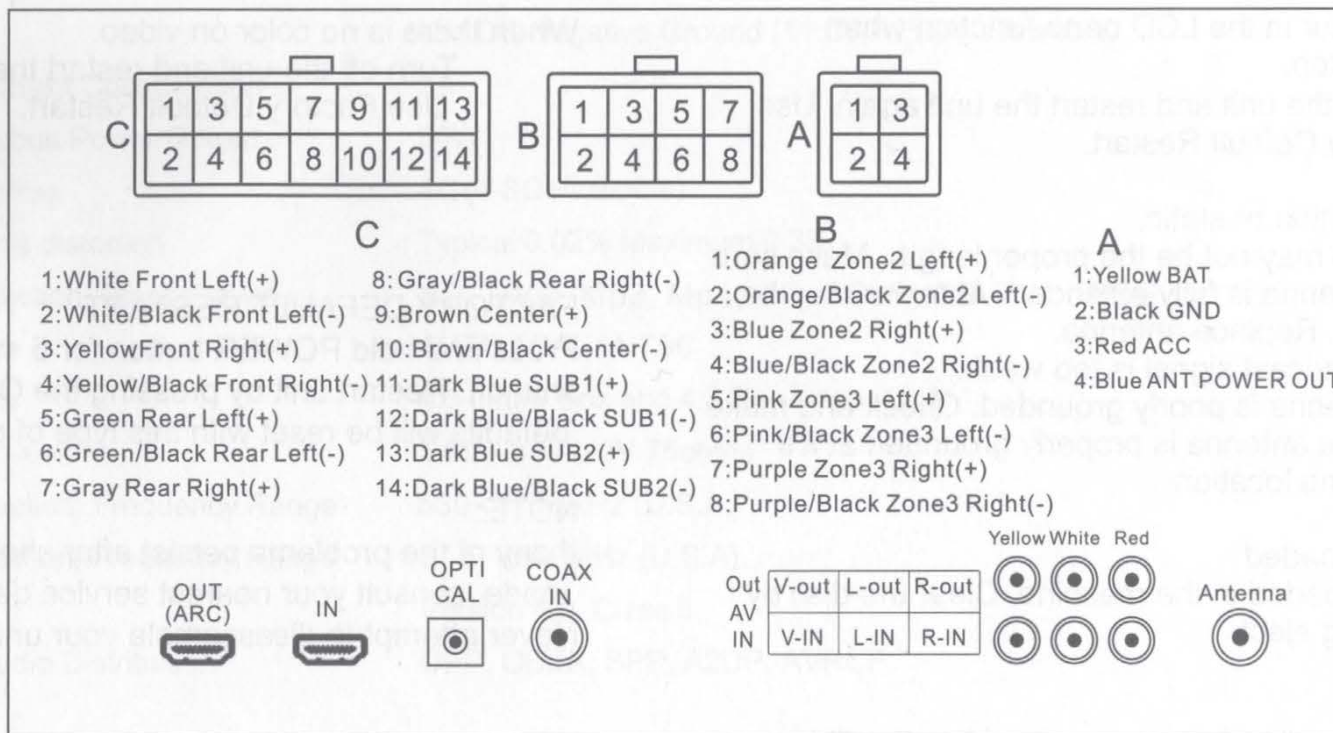 C
1 3 5 7 9 11 13
2 4 6 8 10 12 14
B
1 3 5 7
2 4 6 8
A
1 3
2 4
C
1:White Front Left(+)
2:White/Black Front Left(-)
3:YellowFront Right(+)
4:Yellow/Black Front Right(-)
5:Green Rear Left(+)
6:Green/Black Rear Left(-)
7:Gray Rear Right(+)
8:Gray/Black Rear Right(-)
9:Brown Center(+)
10:Brown/Black Center(-)
11:Dark Blue SUB1(+)
12:Dark Blue/Black SUB1(-)
13:Dark Blue SUB2(+)
14:Dark Blue/Black SUB2(-)
B
1:Orange Zone2 Left(+)
2:Orange/Black Zone2 Left(-)
3:Blue Zone2 Right(+)
4:Blue/Black Zone2 Right(-)
5:Pink Zone3 Left(+)
6:Pink/Black Zone3 Left(-)
7:Purple Zone3 Right(+)
8:Purple/Black Zone3 Right(-)
A
1:Yellow BAT
2:Black GND
3:Red ACC
4:Blue ANT POWER OUT
OUT
(ARC)
IN
OPTI
CAL
COAX
IN
Yellow White Red
Out V-out L-out R-out
AV
IN V-IN L-IN R-IN
Antenna